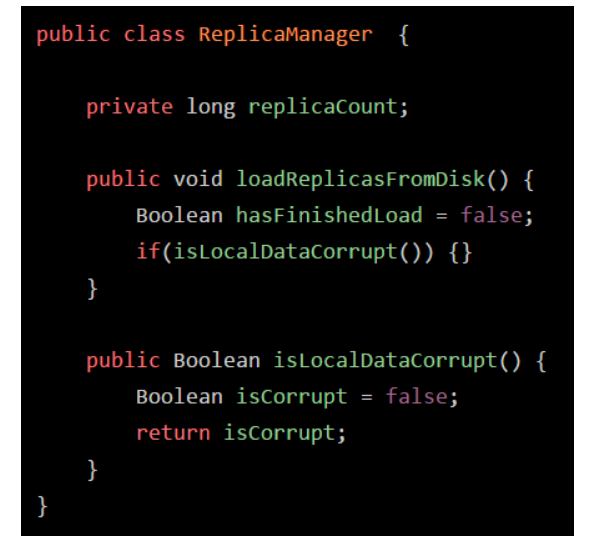 public class ReplicaManager  {
private long replicaCount;
public void loadReplicasFromDisk() {
Boolean hasFinishedLoad = false;
if(isLocalDataCorrupt()) {}
}
public Boolean isLocalDataCorrupt() {
Boolean isCorrupt = false;
return isCorrupt;
}
}